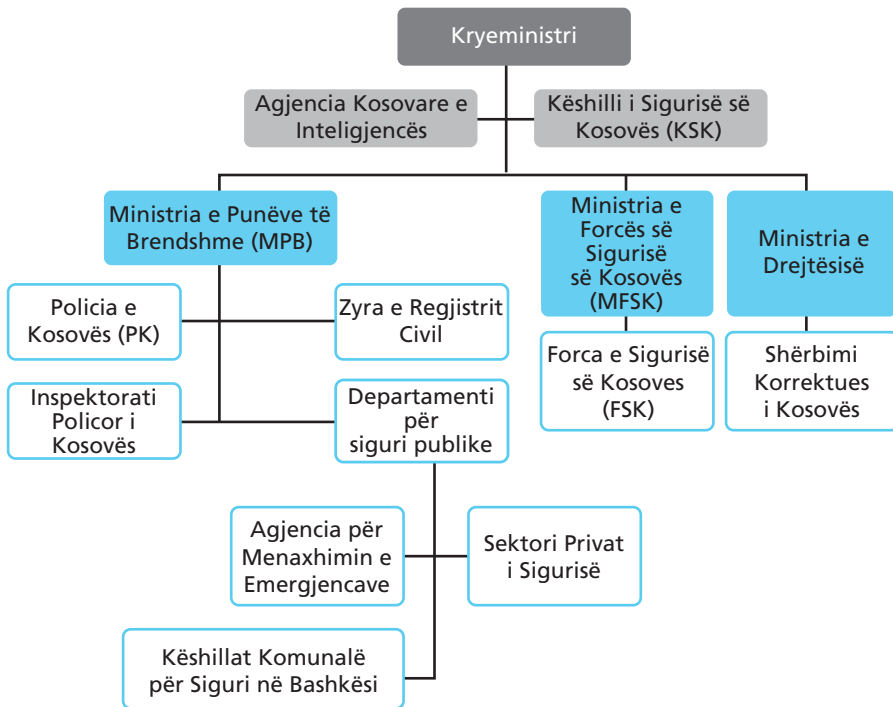 Kryeministri
Agjencia Kosovare e
Inteligjencës
Këshilli i Sigurisë së
Kosovës (KSK)
Ministria e Punëve të
Brendshme (MPB)
Ministria e
Forcës së
Sigurisë
së Kosovës
(MFSK)
Ministria e
Drejtësisë
Policia e
Kosovës (PK)
Zyra e Regjistrit
Civil
Forca e Sigurisë
së Kosoves
(FSK)
Shërbimi
Korrektues
i Kosovës
Inspektorati
Policor i
Kosovës
Departamenti
për
siguri publike
Agjencia për
Menaxhimin e
Emergjencave
Sektori Privat
i Sigurisë
Këshillat Komunalë
për Siguri në Bashkësi